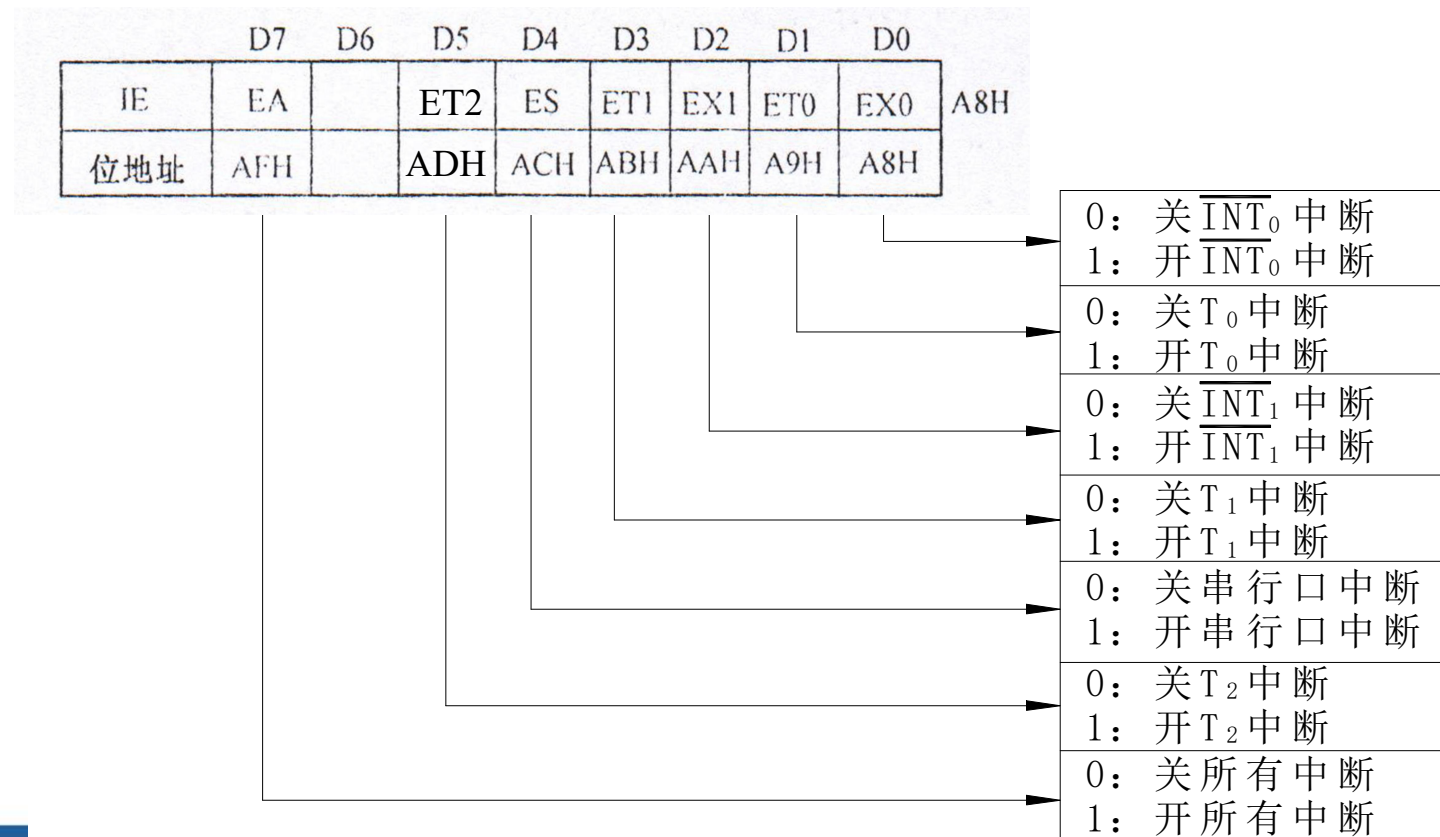 D7 D6 D5 D4 D3 D2 D1 D0
IE EA ET2 ES ET1 EX1 ET0 EX0 A8H
位地址 AFH ADH ACH ABH AAH A9H A8H
0：关INT0中断
1：开INT0中断
0：关T0中断
1：开T0中断
0：关INT1中断
1：开INT1中断
0：关T1中断
1：开T1中断
0：关串行口中断
1：开串行口中断
0：关T2中断
1：开T2中断
0：关所有中断
1：开所有中断